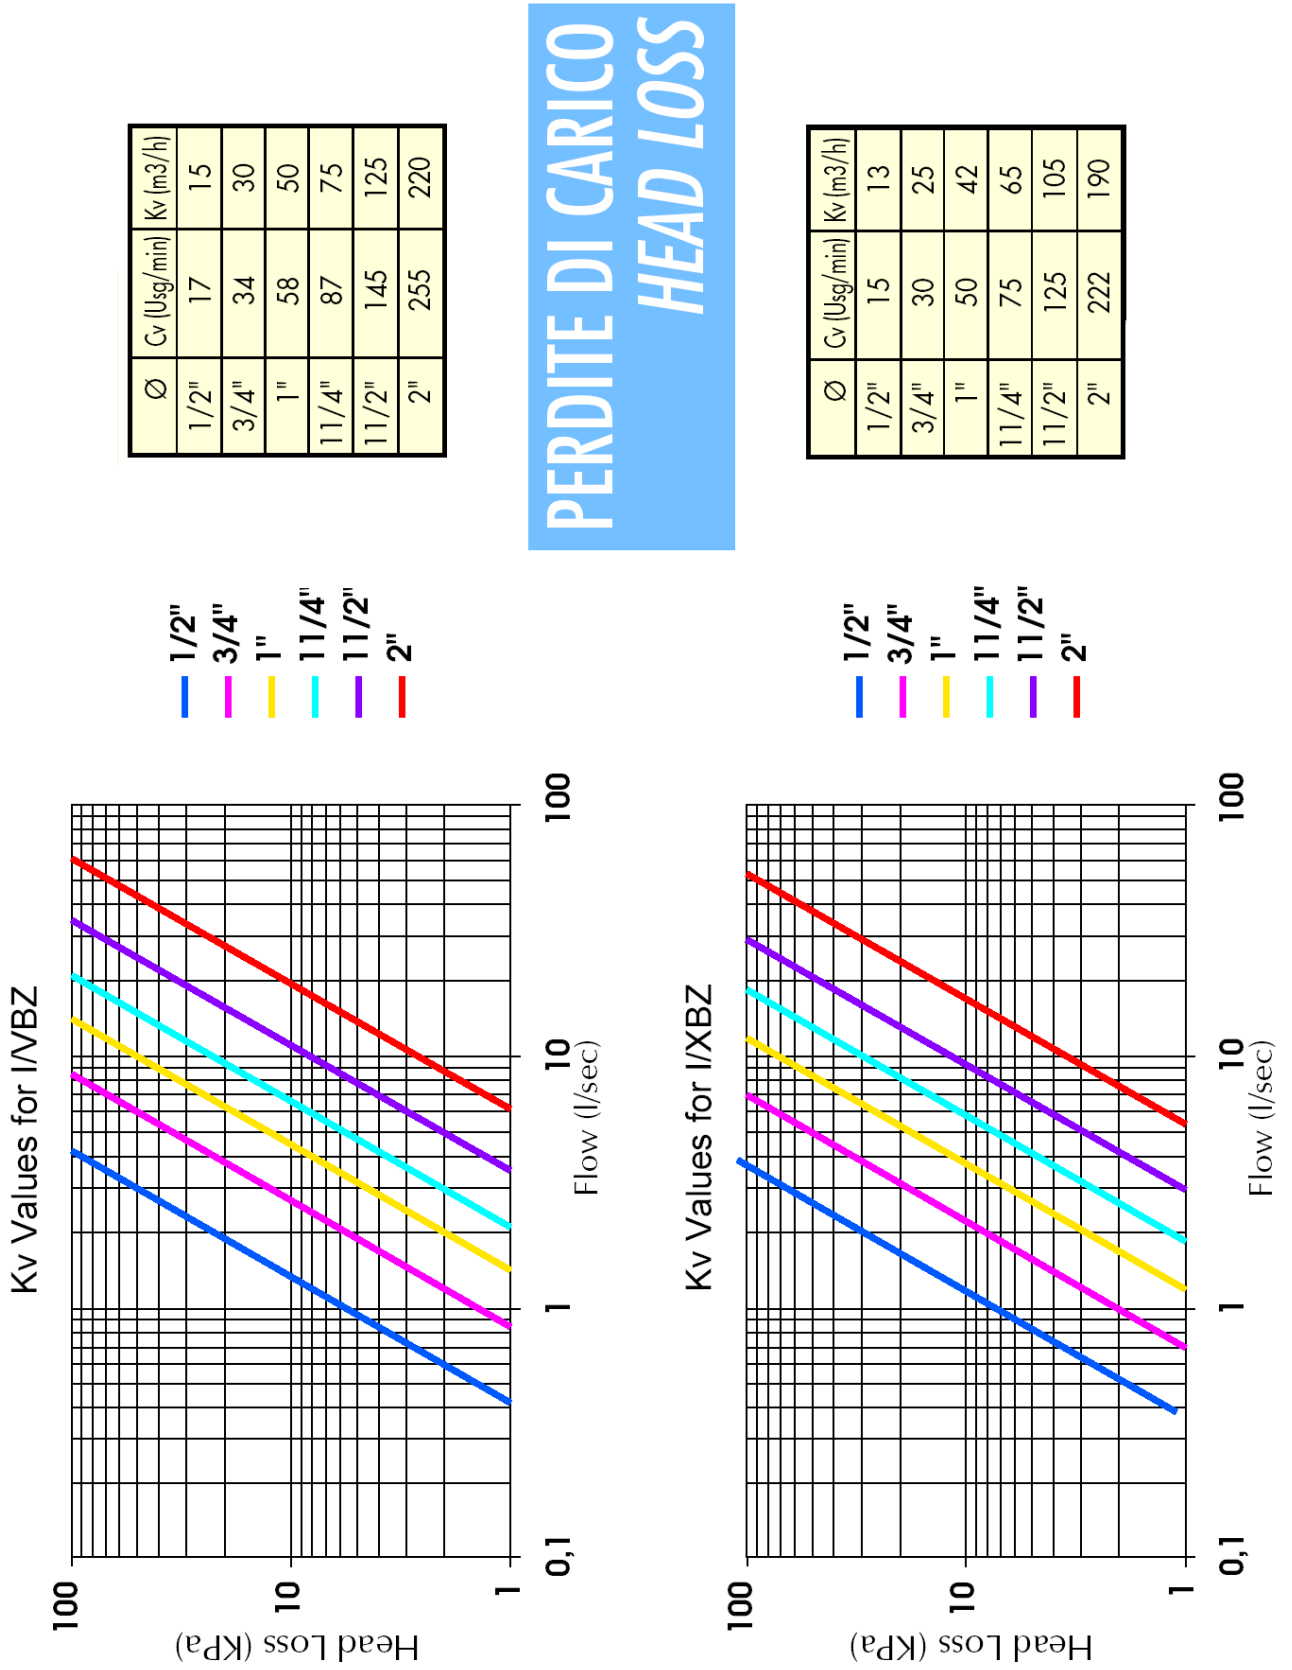 Kv Values for I/VBZ
Head Loss (KPa)
100
10
1
0,1
1
10
100
Flow (l/sec)
1/2"
3/4"
1"
11/4"
11/2"
2"
Ø Cv (Usg/min) Kv (m3/h)
1/2" 17 15
3/4" 34 30
1" 58 50
11/4" 87 75
11/2" 145 125
2" 255 220
PERDITE DI CARICO
HEAD LOSS
Kv Values for I/XBZ
Head Loss (KPa)
100
10
1
0,1
1
10
100
Flow (l/sec)
1/2"
3/4"
1"
11/4"
11/2"
2"
Ø Cv (Usg/min) Kv (m3/h)
1/2" 15 13
3/4" 30 25
1" 50 42
11/4" 75 65
11/2" 125 105
2" 222 190